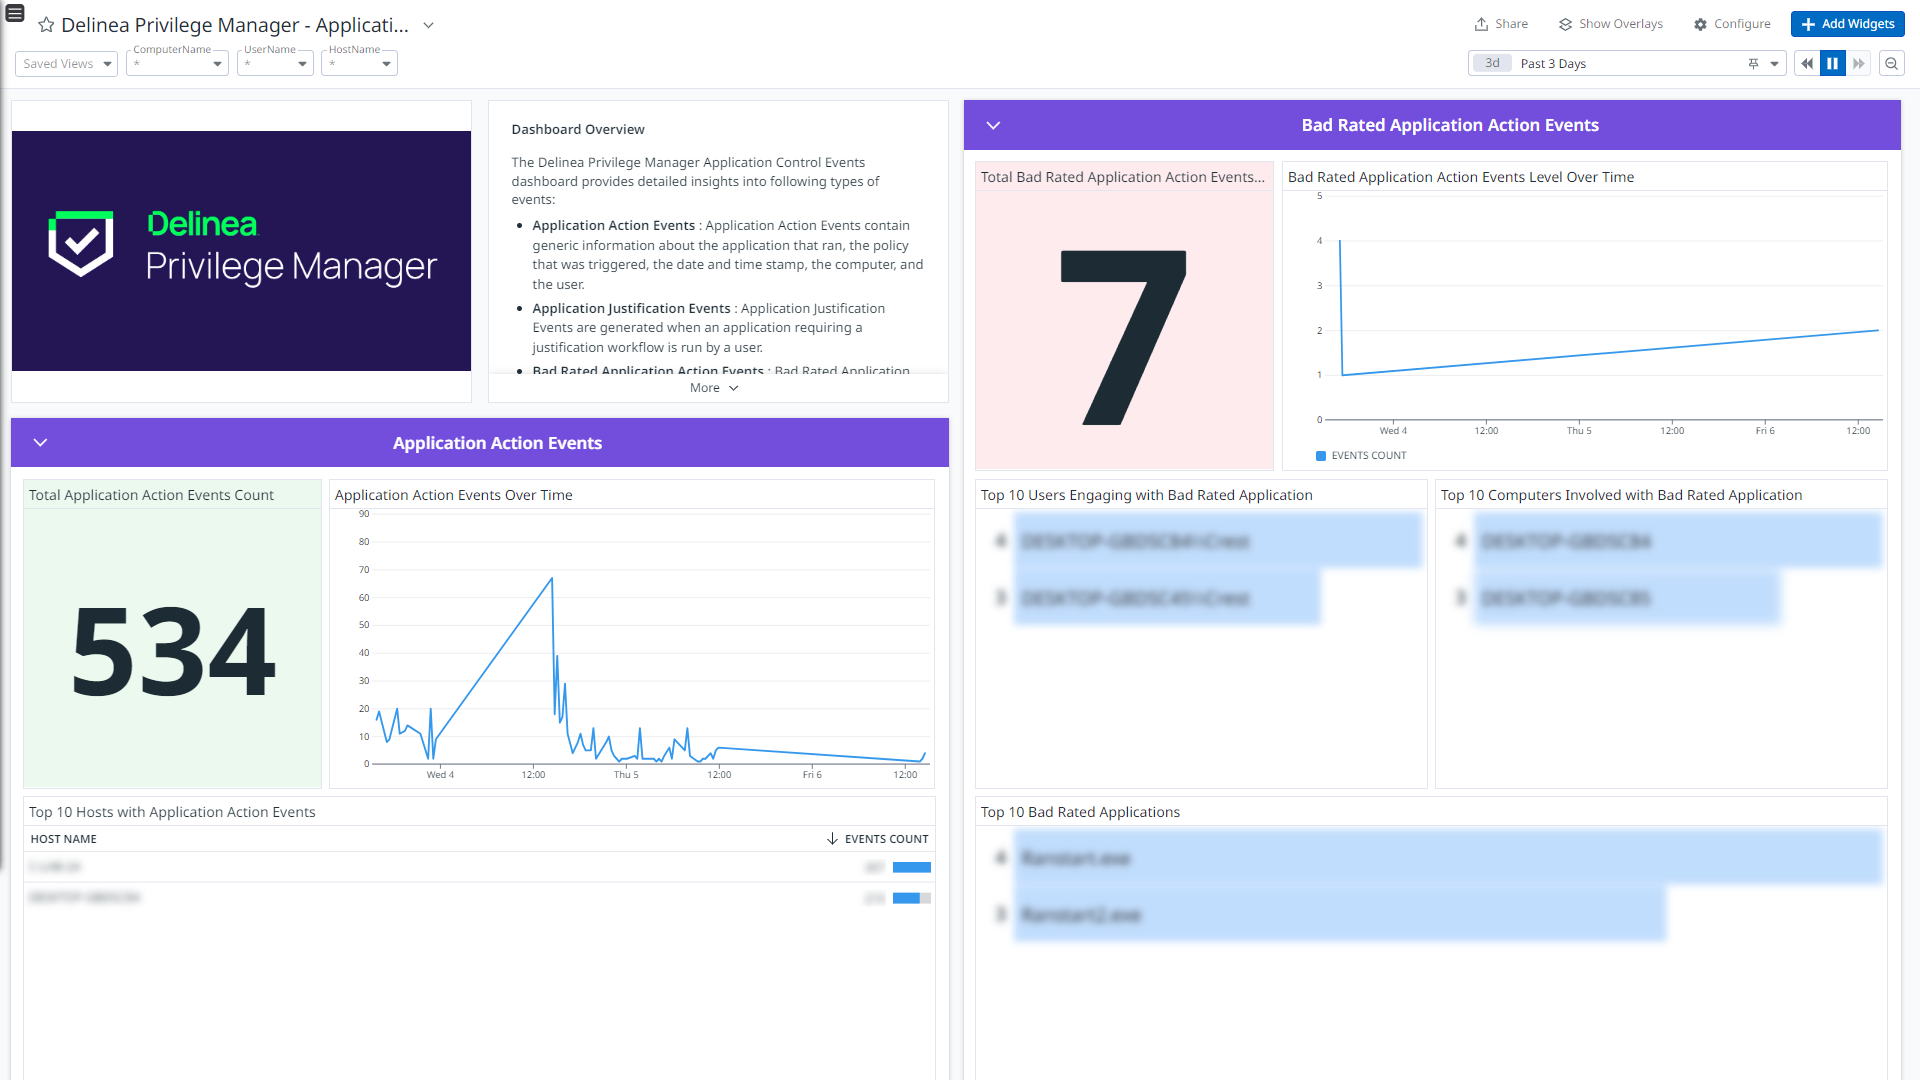 Delinea Privilege Manager - Applicati...
Share
Show Overlays
Configure
Add Widgets
Saved Views
ComputerName
*
UserName
*
HostName
*
3d
Past 3 Days
Delinea
Privilege Manager
Dashboard Overview
The Delinea Privilege Manager Application Control Events
dashboard provides detailed insights into following types of
events:
Application Action Events : Application Action Events contain
generic information about the application that ran, the policy
that was triggered, the date and time stamp, the computer, and
the user.
Application Justification Events : Application Justification
Events are generated when an application requiring a
justification workflow is run by a user.
Bad Rated Application Action Events : Bad Rated Application
More
Application Action Events
Total Application Action Events Count
534
Application Action Events Over Time
90
80
70
60
50
40
30
20
10
0
Wed 4
12:00
Thu 5
12:00
Fri 6
12:00
Top 10 Hosts with Application Action Events
HOST NAME
EVENTS COUNT
Bad Rated Application Action Events
Total Bad Rated Application Action Events...
7
Bad Rated Application Action Events Level Over Time
5
4
3
2
1
0
Wed 4
12:00
Thu 5
12:00
Fri 6
12:00
EVENTS COUNT
Top 10 Users Engaging with Bad Rated Application
4
3
Top 10 Computers Involved with Bad Rated Application
4
3
Top 10 Bad Rated Applications
4 Ranstart.exe
3 Ranstart2.exe